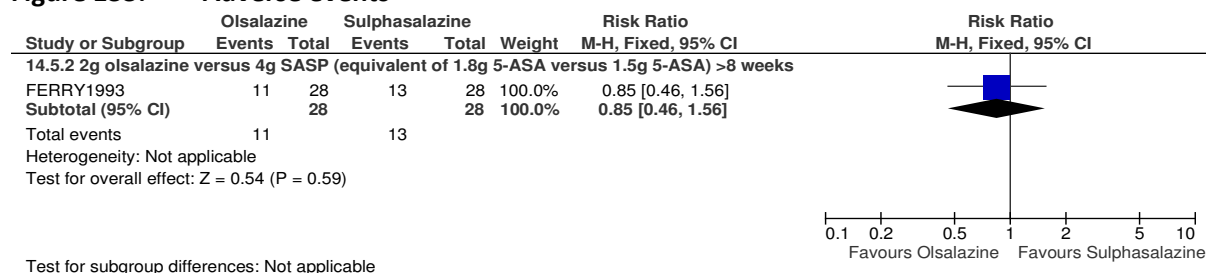 Olsalazine Sulphasalazine Risk Ratio Risk Ratio
Study or Subgroup Events Total Events Total Weight M-H, Fixed, 95% CI M-H, Fixed, 95% CI
14.5.2 2g olsalazine versus 4g SASP (equivalent of 1.8g 5-ASA versus 1.5g 5-ASA) >8 weeks
FERRY1993 11 28 13 28 100.0% 0.85 [0.46, 1.56]
Subtotal (95% CI) 28 28 100.0% 0.85 [0.46, 1.56]
Total events 11 13
Heterogeneity: Not applicable
Test for overall effect: Z = 0.54 (P = 0.59)
0.1 0.2 0.5 1 2 5 10
Favours Olsalazine Favours Sulphasalazine
Test for subgroup differences: Not applicable